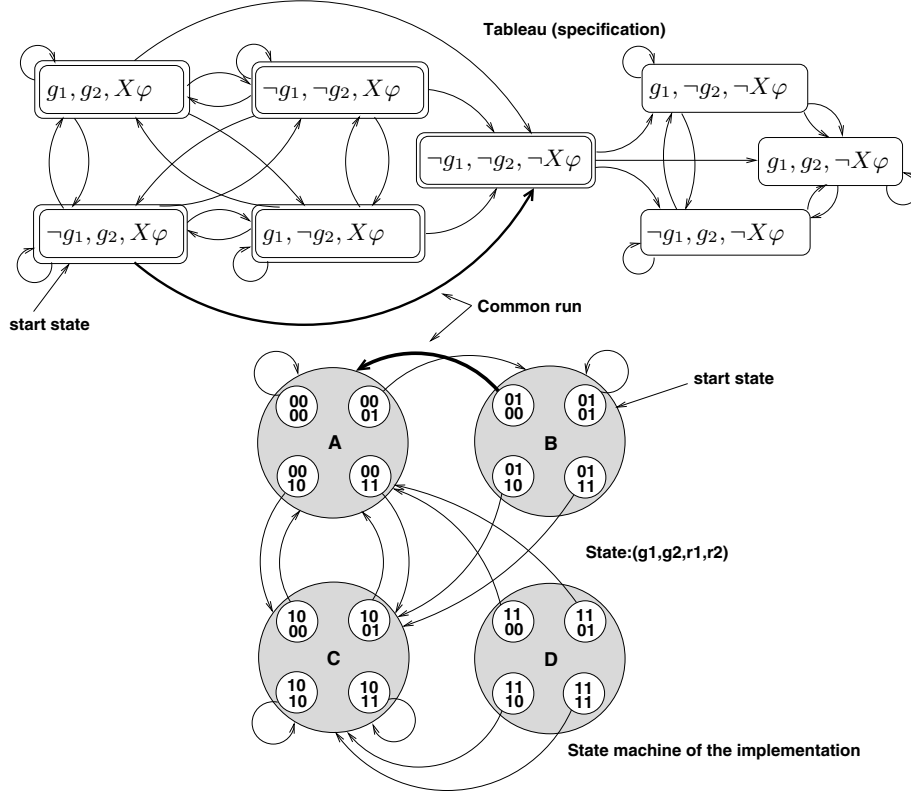 Tableau (specification)
g₁, g₂, Xφ
¬g₁, ¬g₂, Xφ
g₁, ¬g₂, ¬Xφ
¬g₁, ¬g₂, ¬Xφ
g₁, g₂, ¬Xφ
¬g₁, g₂, Xφ
g₁, ¬g₂, Xφ
¬g₁, g₂, ¬Xφ
start state
Common run
start state
00
00
00
01
01
00
01
01
A
B
00
10
00
11
01
10
01
11
State:(g1,g2,r1,r2)
10
00
10
01
11
00
11
01
C
D
10
10
10
11
11
10
11
11
State machine of the implementation